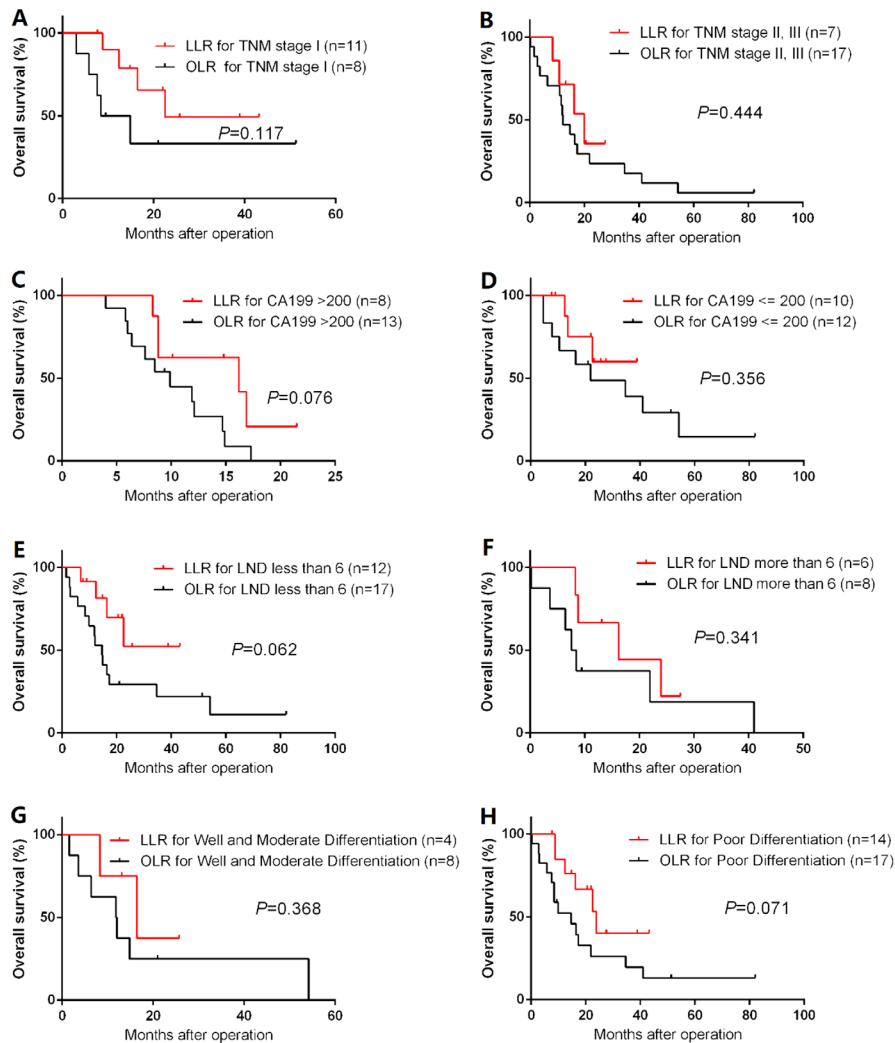 A
LLR for TNM stage I (n=11)
OLR for TNM stage I (n=8)
Overall survival (%)
100
50
0
P=0.117
0 20 40 60
Months after operation
B
LLR for TNM stage II, III (n=7)
OLR for TNM stage II, III (n=17)
Overall survival (%)
100
50
0
P=0.444
0 20 40 60 80 100
Months after operation
C
LLR for CA199 >200 (n=8)
OLR for CA199 >200 (n=13)
Overall survival (%)
100
50
0
P=0.076
0 5 10 15 20 25
Months after operation
D
LLR for CA199 <= 200 (n=10)
OLR for CA199 <= 200 (n=12)
Overall survival (%)
100
50
0
P=0.356
0 20 40 60 80 100
Months after operation
E
LLR for LND less than 6 (n=12)
OLR for LND less than 6 (n=17)
Overall survival (%)
100
50
0
P=0.062
0 20 40 60 80 100
Months after operation
F
LLR for LND more than 6 (n=6)
OLR for LND more than 6 (n=8)
Overall survival (%)
100
50
0
P=0.341
0 10 20 30 40 50
Months after operation
G
LLR for Well and Moderate Differentiation (n=4)
OLR for Well and Moderate Differentiation (n=8)
Overall survival (%)
100
50
0
P=0.368
0 20 40 60
Months after operation
H
LLR for Poor Differentiation (n=14)
OLR for Poor Differentiation (n=17)
Overall survival (%)
100
50
0
P=0.071
0 20 40 60 80 100
Months after operation